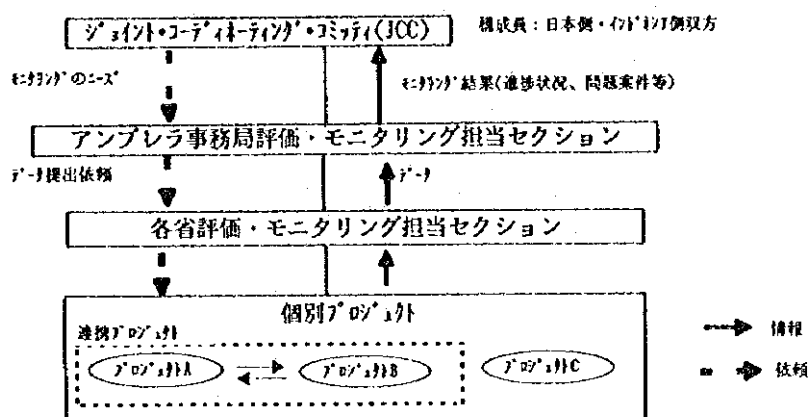 ジョイント・コーディネーティング・コミッティ(JCC)
構成員：日本側・インドネシア側双方
モニタリングのニーズ
モニタリング結果(進捗状況、問題案件等)
アンブレラ事務局評価・モニタリング担当セクション
データ提出依頼
データ
各省評価・モニタリング担当セクション
個別プロジェクト
連携プロジェクト
プロジェクトA
プロジェクトB
プロジェクトC
情報
依頼